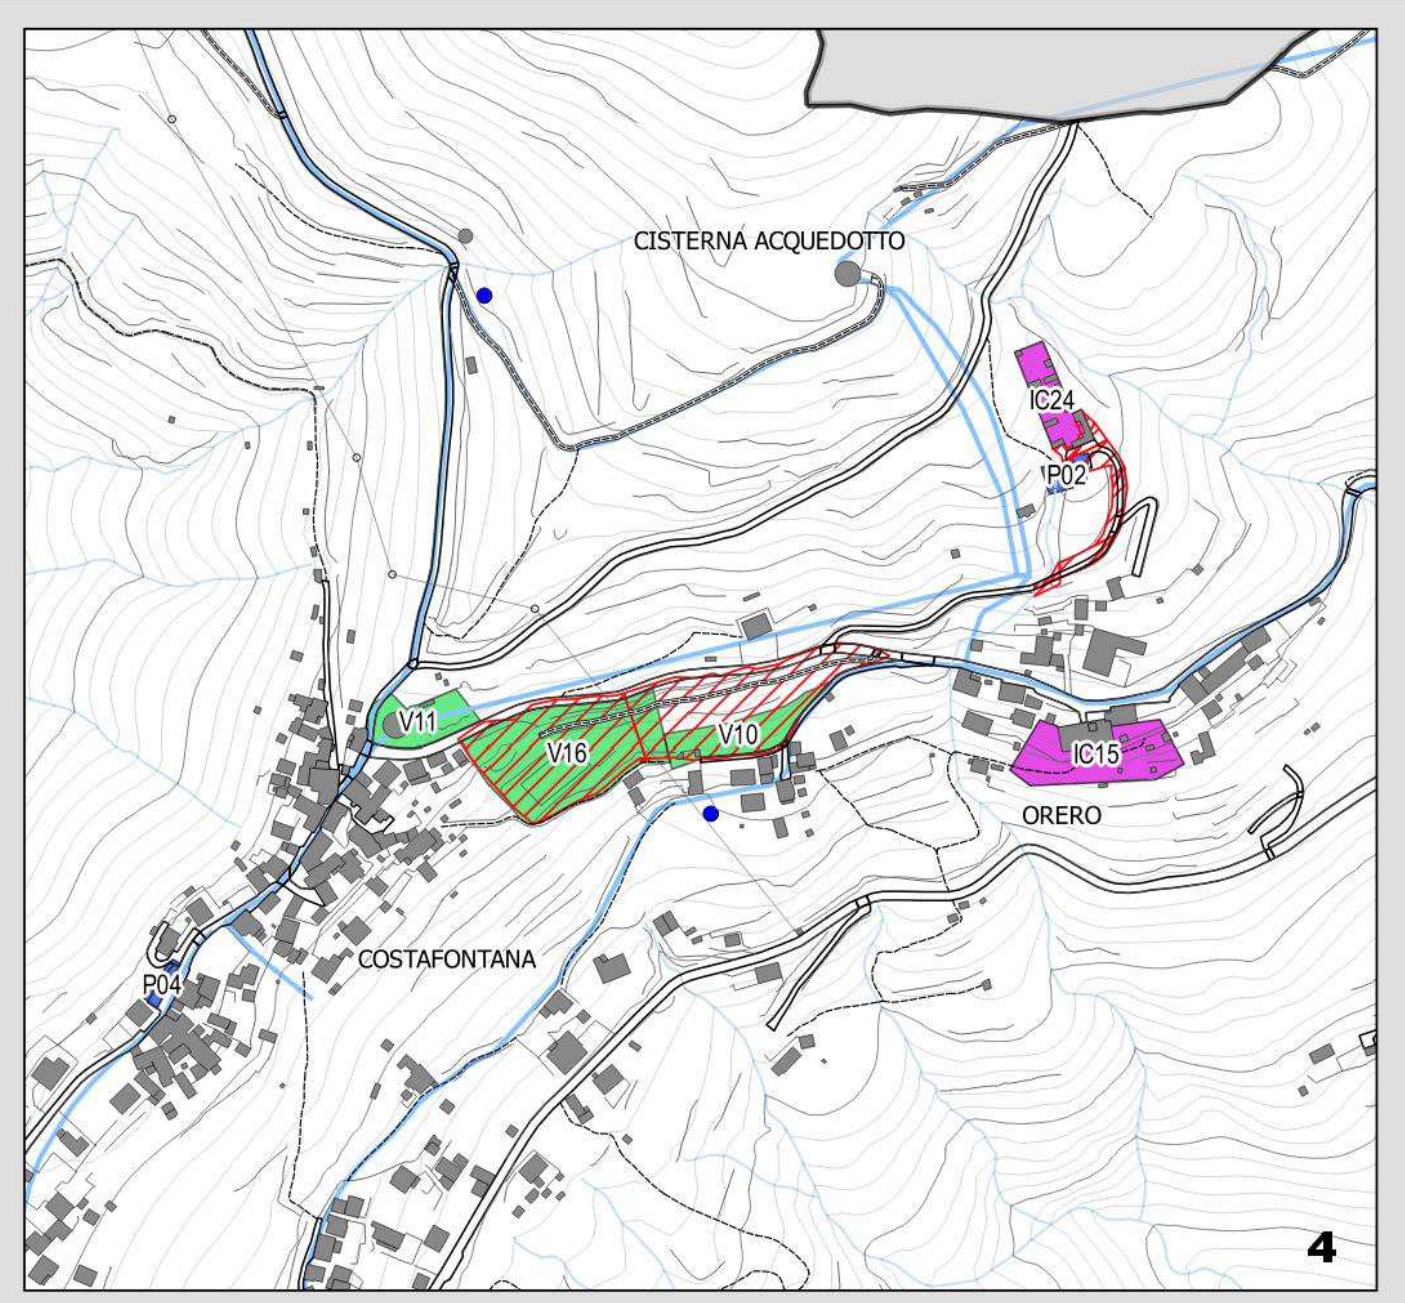 CISTERNA ACQUEDOTTO
IC24
P02
V11
V16
V10
IC15
ORERO
COSTAFONTANA
P04
4